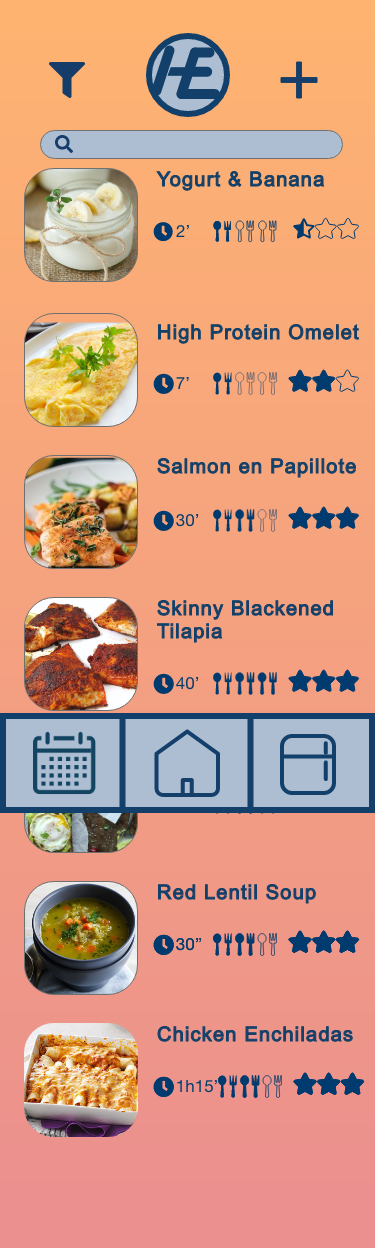 HE
Yogurt & Banana
2’
High Protein Omelet
7’
Salmon en Papillote
30’
Skinny Blackened
Tilapia
40’
Red Lentil Soup
30”
Chicken Enchiladas
1h15’